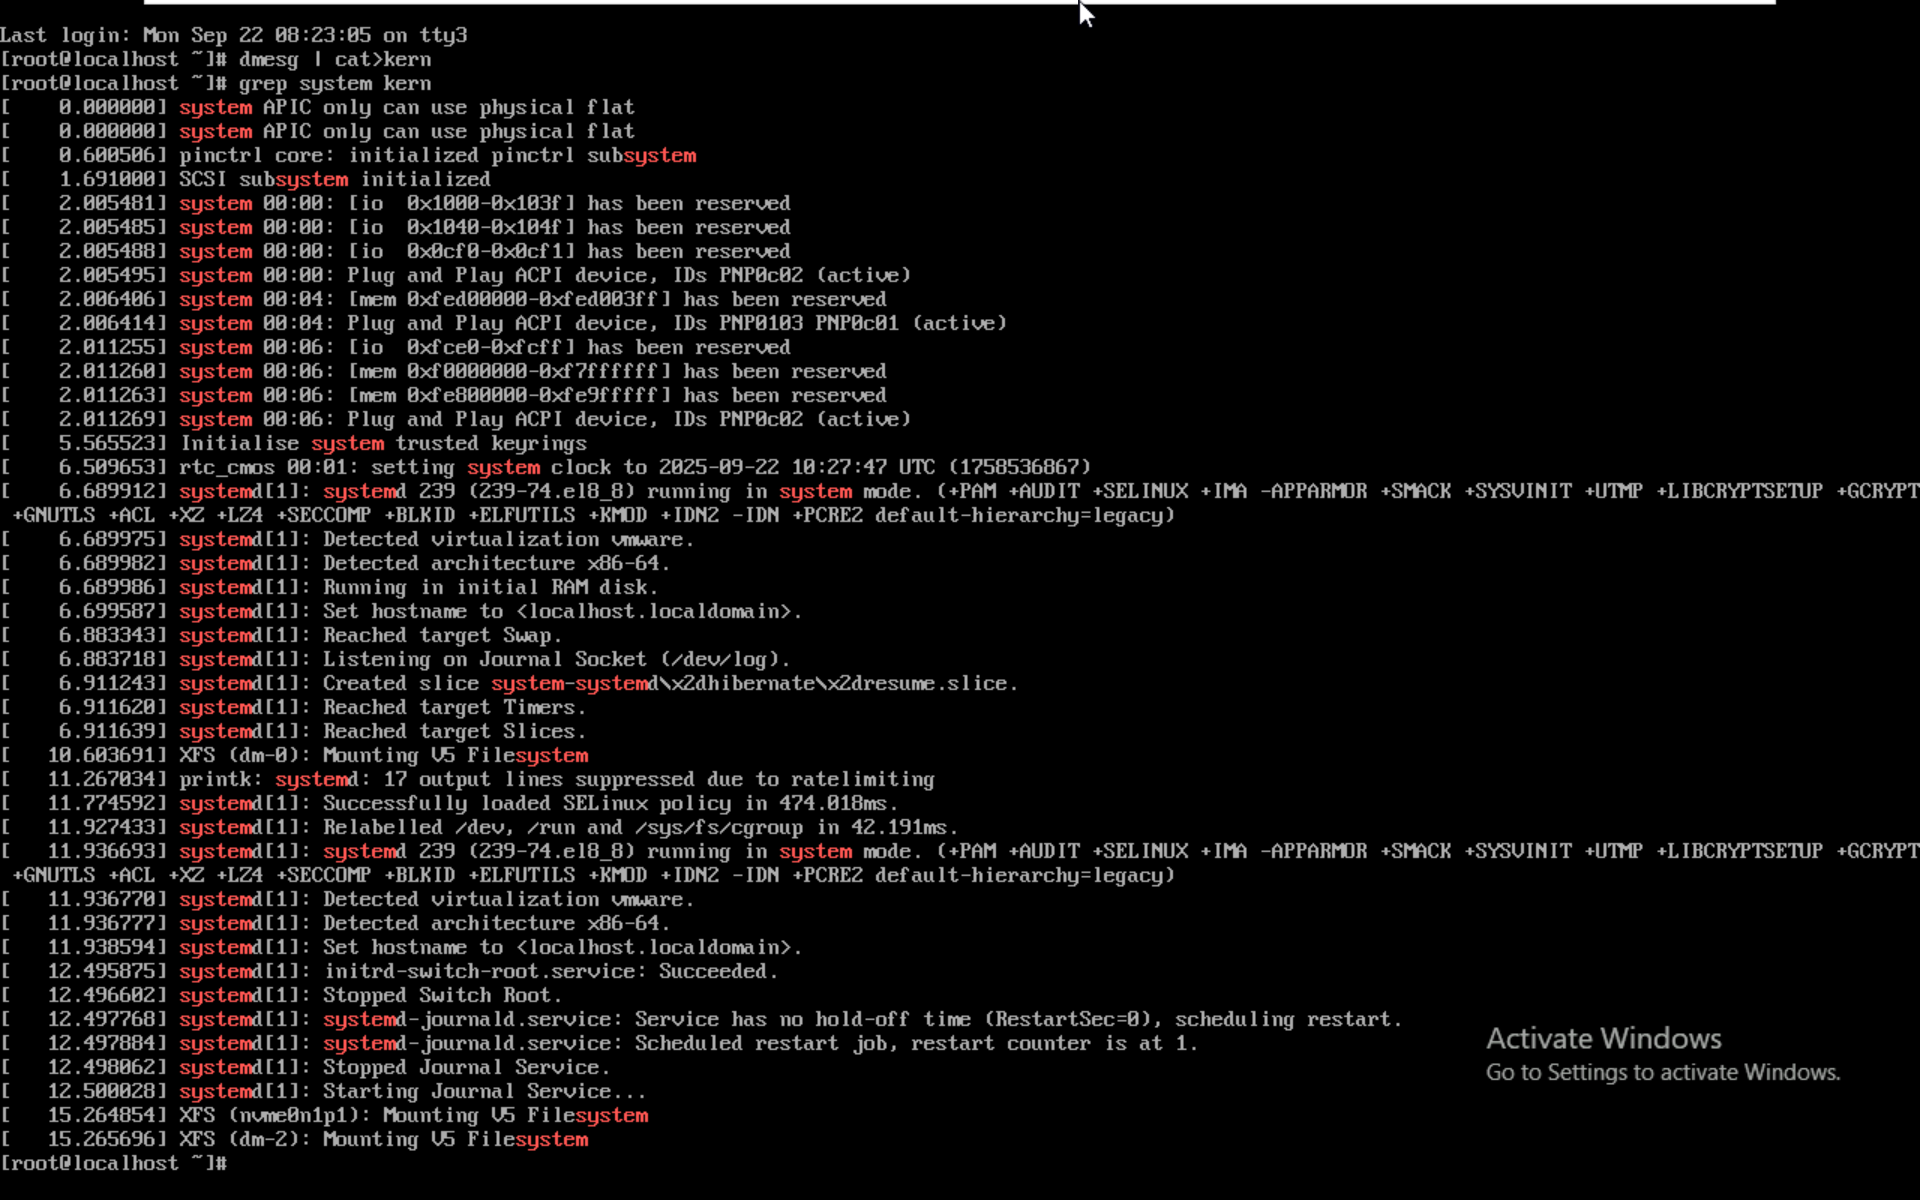 Last login: Mon Sep 22 08:23:05 on tty3
[root@localhost ~]# dmesg | cat>kern
[root@localhost ~]# grep system kern
[    0.000000] system APIC only can use physical flat
[    0.000000] system APIC only can use physical flat
[    0.600506] pinctrl core: initialized pinctrl subsystem
[    1.691000] SCSI subsystem initialized
[    2.005481] system 00:00: [io  0x1000-0x103f] has been reserved
[    2.005485] system 00:00: [io  0x1040-0x104f] has been reserved
[    2.005488] system 00:00: [io  0x0cf0-0x0cf1] has been reserved
[    2.005495] system 00:00: Plug and Play ACPI device, IDs PNP0c02 (active)
[    2.006406] system 00:04: [mem 0xfed00000-0xfed003ff] has been reserved
[    2.006414] system 00:04: Plug and Play ACPI device, IDs PNP0103 PNP0c01 (active)
[    2.011255] system 00:06: [io  0xfce0-0xfcff] has been reserved
[    2.011260] system 00:06: [mem 0xf0000000-0xf7ffffff] has been reserved
[    2.011263] system 00:06: [mem 0xfe800000-0xfe9fffff] has been reserved
[    2.011269] system 00:06: Plug and Play ACPI device, IDs PNP0c02 (active)
[    5.565523] Initialise system trusted keyrings
[    6.509653] rtc_cmos 00:01: setting system clock to 2025-09-22 10:27:47 UTC (1758536867)
[    6.689912] systemd[1]: systemd 239 (239-74.el8_8) running in system mode. (+PAM +AUDIT +SELINUX +IMA -APPARMOR +SMACK +SYSVINIT +UTMP +LIBCRYPTSETUP +GCRYPT
+GNUTLS +ACL +XZ +LZ4 +SECCOMP +BLKID +ELFUTILS +KMOD +IDN2 -IDN +PCRE2 default-hierarchy=legacy)
[    6.689975] systemd[1]: Detected virtualization vmware.
[    6.689982] systemd[1]: Detected architecture x86-64.
[    6.689986] systemd[1]: Running in initial RAM disk.
[    6.699587] systemd[1]: Set hostname to <localhost.localdomain>.
[    6.883343] systemd[1]: Reached target Swap.
[    6.883718] systemd[1]: Listening on Journal Socket (/dev/log).
[    6.911243] systemd[1]: Created slice system-systemd\x2dhibernate\x2dresume.slice.
[    6.911620] systemd[1]: Reached target Timers.
[    6.911639] systemd[1]: Reached target Slices.
[   10.603691] XFS (dm-0): Mounting V5 Filesystem
[   11.267034] printk: systemd: 17 output lines suppressed due to ratelimiting
[   11.774592] systemd[1]: Successfully loaded SELinux policy in 474.018ms.
[   11.927433] systemd[1]: Relabelled /dev, /run and /sys/fs/cgroup in 42.191ms.
[   11.936693] systemd[1]: systemd 239 (239-74.el8_8) running in system mode. (+PAM +AUDIT +SELINUX +IMA -APPARMOR +SMACK +SYSVINIT +UTMP +LIBCRYPTSETUP +GCRYPT
+GNUTLS +ACL +XZ +LZ4 +SECCOMP +BLKID +ELFUTILS +KMOD +IDN2 -IDN +PCRE2 default-hierarchy=legacy)
[   11.936770] systemd[1]: Detected virtualization vmware.
[   11.936777] systemd[1]: Detected architecture x86-64.
[   11.938594] systemd[1]: Set hostname to <localhost.localdomain>.
[   12.495875] systemd[1]: initrd-switch-root.service: Succeeded.
[   12.496602] systemd[1]: Stopped Switch Root.
[   12.497768] systemd[1]: systemd-journald.service: Service has no hold-off time (RestartSec=0), scheduling restart.
[   12.497884] systemd[1]: systemd-journald.service: Scheduled restart job, restart counter is at 1.
[   12.498062] systemd[1]: Stopped Journal Service.
[   12.500028] systemd[1]: Starting Journal Service...
[   15.264854] XFS (nvme0n1p1): Mounting V5 Filesystem
[   15.265696] XFS (dm-2): Mounting V5 Filesystem
[root@localhost ~]#
Activate Windows
Go to Settings to activate Windows.